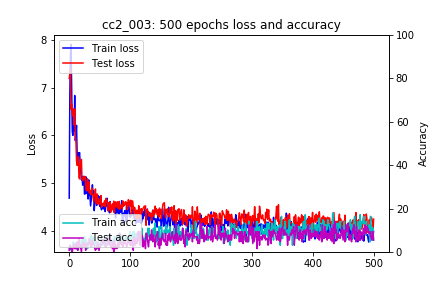 cc2_003: 500 epochs loss and accuracy
Train loss
Test loss
Train acc
Test acc
Loss
Accuracy
8
7
6
5
4
100
80
60
40
20
0
0
100
200
300
400
500